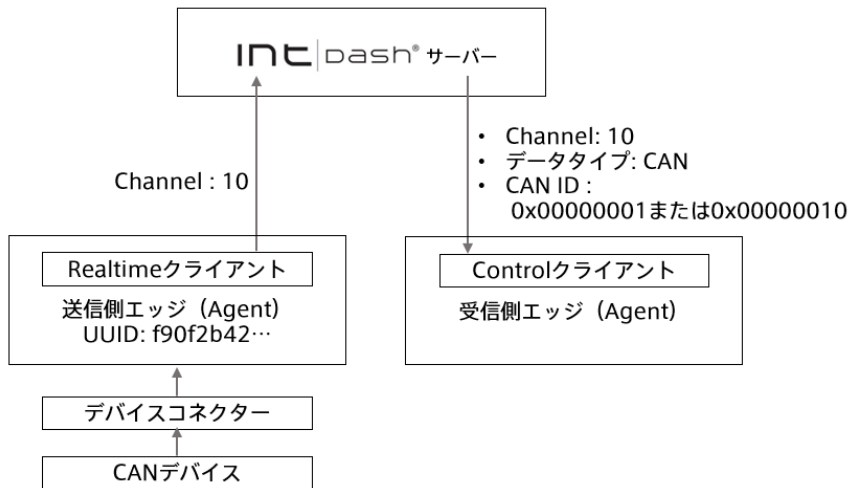 INT|DASH® サーバー
Channel : 10
• Channel: 10
• データタイプ: CAN
• CAN ID :
0x00000001または0x00000010
Realtimeクライアント
送信側エッジ（Agent）
UUID: f90f2b42…
Controlクライアント
受信側エッジ（Agent）
デバイスコネクター
CANデバイス